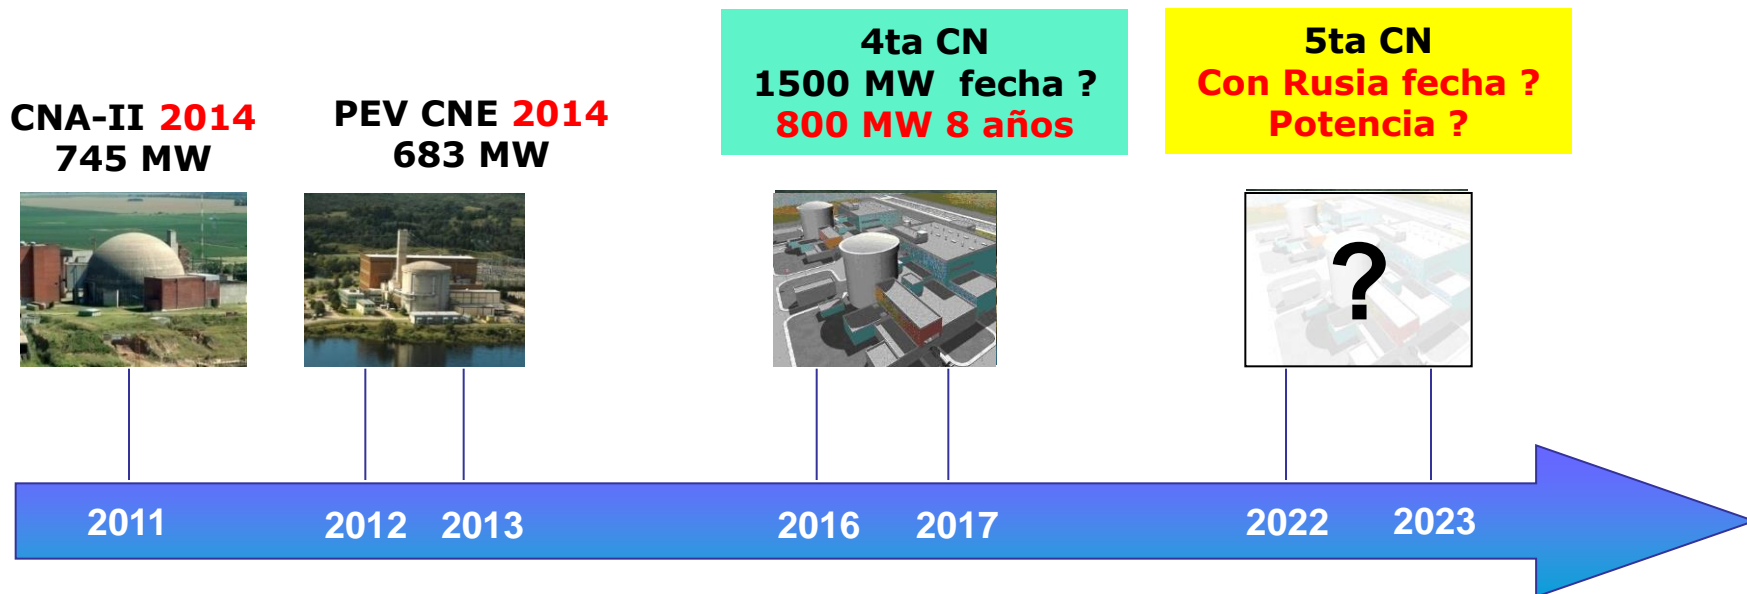 CNA-II 2014
745 MW
PEV CNE 2014
683 MW
4ta CN
1500 MW fecha ?
800 MW 8 años
5ta CN
Con Rusia fecha ?
Potencia ?
?
2011
2012
2013
2016
2017
2022
2023